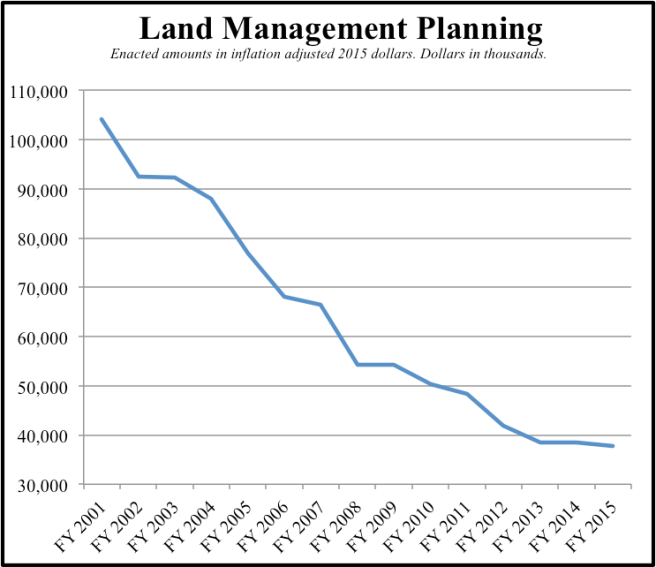 Land Management Planning
Enacted amounts in inflation adjusted 2015 dollars. Dollars in thousands.
110,000
100,000
90,000
80,000
70,000
60,000
50,000
40,000
30,000
FY 2001
FY 2002
FY 2003
FY 2004
FY 2005
FY 2006
FY 2007
FY 2008
FY 2009
FY 2010
FY 2011
FY 2012
FY 2013
FY 2014
FY 2015